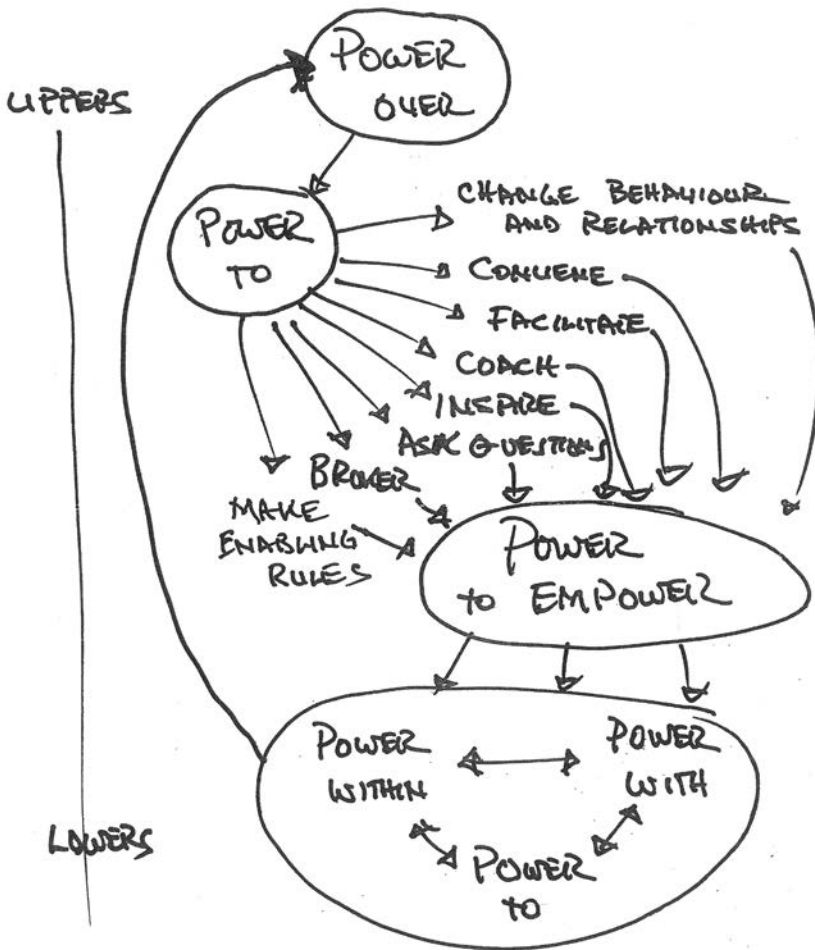 POWER
OVER
UPPERS
POWER
TO
CHANGE BEHAVIOUR
AND RELATIONSHIPS
CONVENE
FACILITATE
COACH
INSPIRE
ASK QUESTIONS
BROKER
MAKE
ENABLING
RULES
POWER
TO EMPOWER
POWER
WITHIN
POWER
WITH
POWER
TO
LOWERS